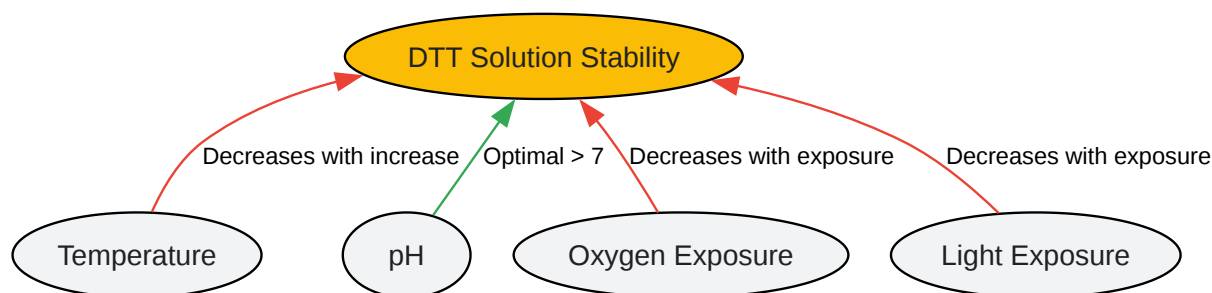 DTT Solution Stability
Decreases with increase
Optimal > 7
Decreases with exposure
Decreases with exposure
Temperature
pH
Oxygen Exposure
Light Exposure